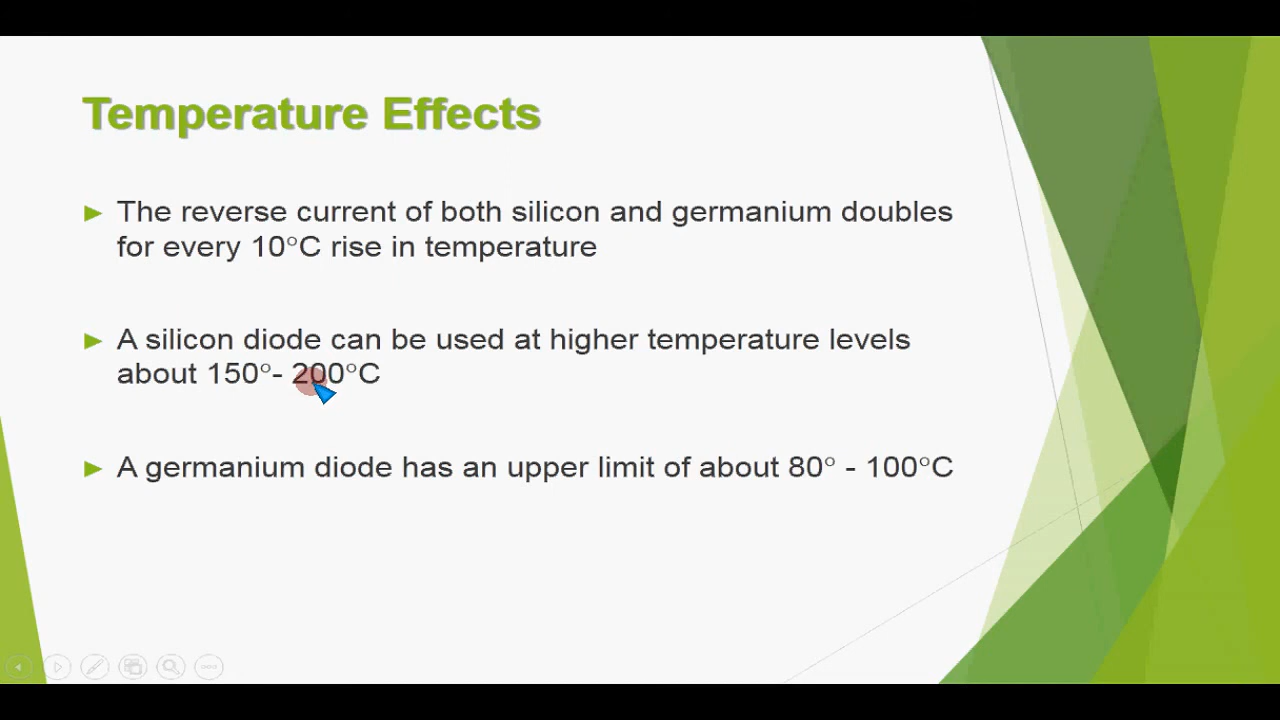 Temperature Effects
The reverse current of both silicon and germanium doubles
for every 10°C rise in temperature
A silicon diode can be used at higher temperature levels
about 150°- 200°C
A germanium diode has an upper limit of about 80° - 100°C